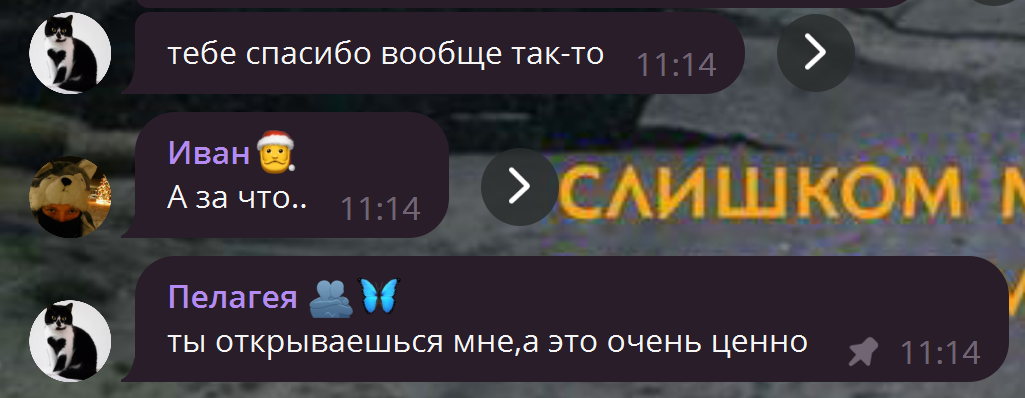 тебе спасибо вообще так-то 11:14
Иван🎅
А за что.. 11:14
СЛИШКОМ
Пелагея 🫂🦋
ты открываешься мне,а это очень ценно 11:14